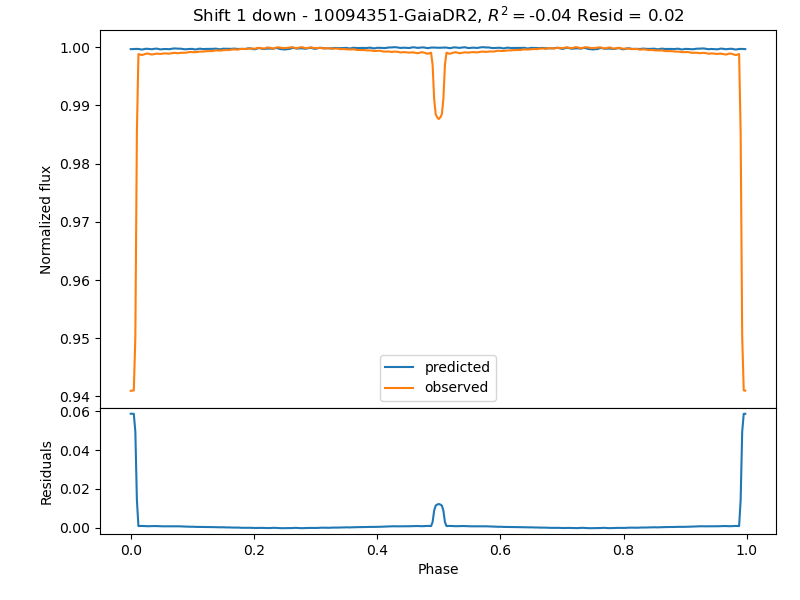 Shift 1 down - 10094351-GaiaDR2, R² = -0.04 Resid = 0.02
1.00
0.99
0.98
0.97
0.96
0.95
0.94
Normalized flux
predicted
observed
0.06
0.04
0.02
0.00
Residuals
0.0
0.2
0.4
0.6
0.8
1.0
Phase